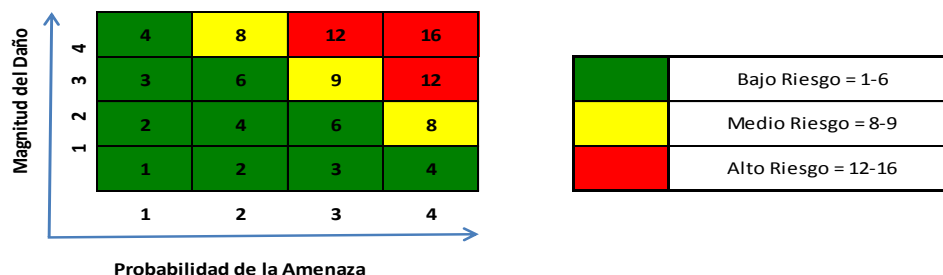 Magnitud del Daño
4
3
2
1
4 8 12 16
3 6 9 12
2 4 6 8
1 2 3 4
1 2 3 4
Probabilidad de la Amenaza
Bajo Riesgo = 1-6
Medio Riesgo = 8-9
Alto Riesgo = 12-16